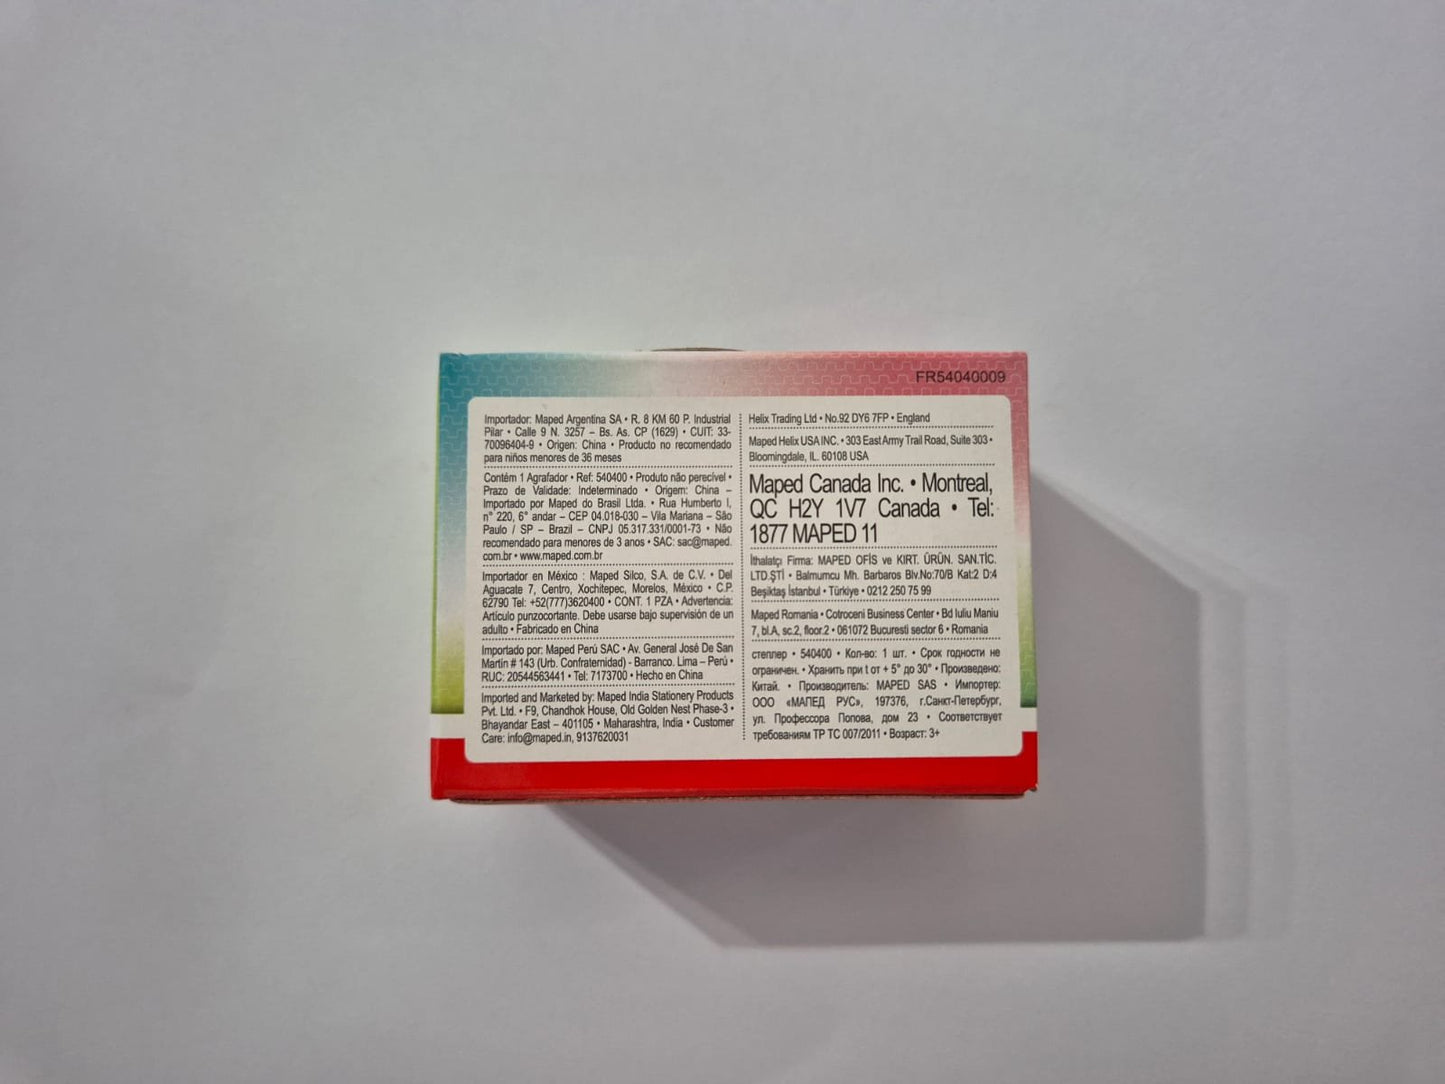 FR54040009
Importador: Maped Argentina SA • R. 8 KM 60 P. Industrial
Pilar • Calle 9 N. 3257 – Bs. As. CP (1629) • CUIT: 33-
70096404-9 • Origen: China • Producto no recomendado
para niños menores de 36 meses
Contém 1 Agrafador • Ref: 540400 • Produto não perecível •
Prazo de Validade: Indeterminado • Origem: China –
Importado por Maped do Brasil Ltda. • Rua Humberto I,
n° 220, 6° andar – CEP 04.018-030 – Vila Mariana – São
Paulo / SP – Brazil – CNPJ 05.317.331/0001-73 • Não
recomendado para menores de 3 anos • SAC: sac@maped.
com.br • www.maped.com.br
Importador en México : Maped Silco, S.A. de C.V. • Del
Aguacate 7, Centro, Xochitepec, Morelos, México • C.P.
62790 Tel: +52(777)3620400 • CONT. 1 PZA • Advertencia:
Artículo punzocortante. Debe usarse bajo supervisión de un
adulto • Fabricado en China
Importado por: Maped Perú SAC • Av. General José De San
Martín # 143 (Urb. Confraternidad) - Barranco. Lima – Perú •
RUC: 20544563441 • Tel: 7173700 • Hecho en China
Imported and Marketed by: Maped India Stationery Products
Pvt. Ltd. • F9, Chandhok House, Old Golden Nest Phase-3 •
Bhayandar East – 401105 • Maharashtra, India • Customer
Care: info@maped.in, 9137620031
Helix Trading Ltd • No.92 DY6 7FP • England
Maped Helix USA INC. • 303 East Army Trail Road, Suite 303 •
Bloomingdale, IL. 60108 USA
Maped Canada Inc. • Montreal,
QC H2Y 1V7 Canada • Tel:
1877 MAPED 11
İthalatçı Firma: MAPED OFİS ve KIRT. ÜRÜN. SAN.TİC.
LTD.ŞTİ • Balmumcu Mh. Barbaros Blv.No:70/B Kat:2 D:4
Beşiktaş İstanbul • Türkiye • 0212 250 75 99
Maped Romania • Cotroceni Business Center • Bd Iuliu Maniu
7, bl.A, sc.2, floor.2 • 061072 Bucuresti sector 6 • Romania
степлер • 540400 • Кол-во: 1 шт. • Срок годности не
ограничен. • Хранить при t от + 5° до 30° • Произведено:
Китай. • Производитель: MAPED SAS • Импортер:
ООО «МАПЕД РУС», 197376, г.Санкт-Петербург,
ул. Профессора Попова, дом 23 • Соответствует
требованиям ТР ТС 007/2011 • Возраст: 3+